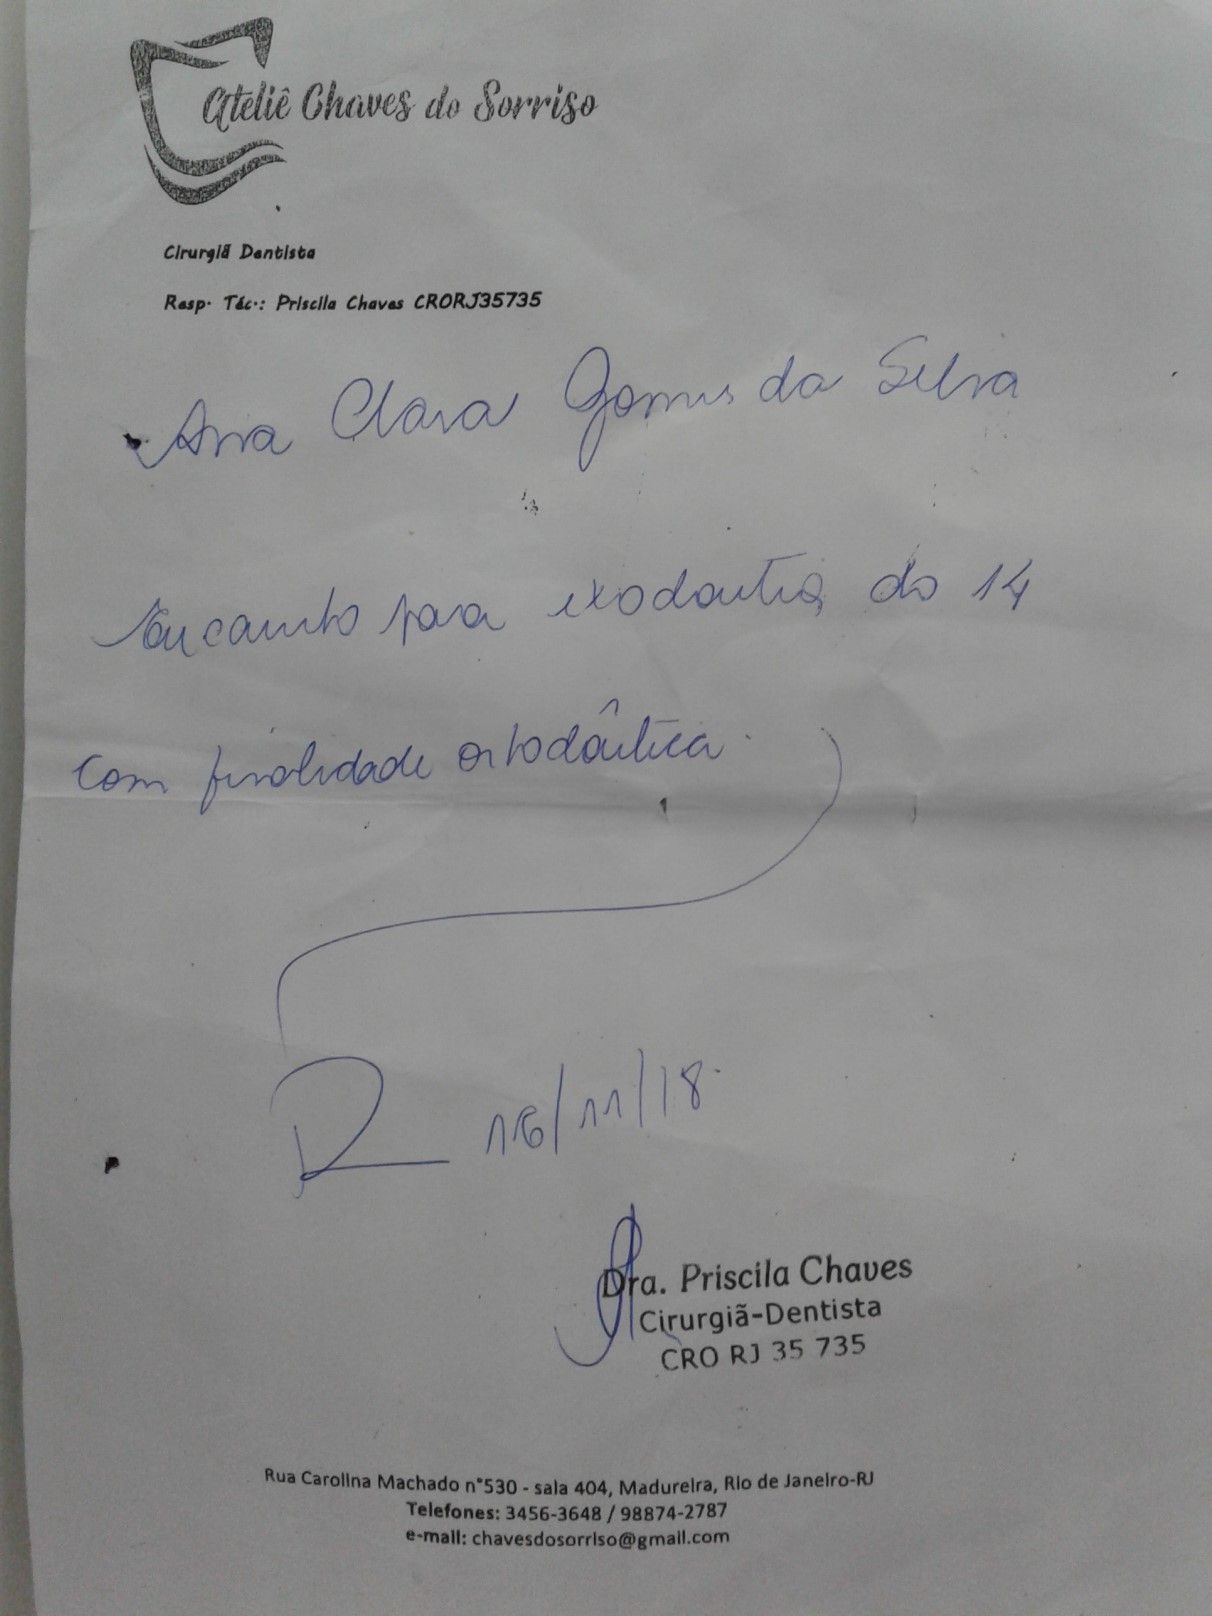 Ateliê Chaves do Sorriso
Cirurgiã Dentista
Resp. Téc.: Priscila Chaves CRORJ35735
Ana Clara Gomes da Silva
Encaminho para exodontia do 14
com finalidade ortodôntica.
16/11/18.
Dra. Priscila Chaves
Cirurgiã-Dentista
CRO RJ 35 735
Rua Carolina Machado n°530 - sala 404, Madureira, Rio de Janeiro-RJ
Telefones: 3456-3648 / 98874-2787
e-mail: chavesdosorriso@gmail.com